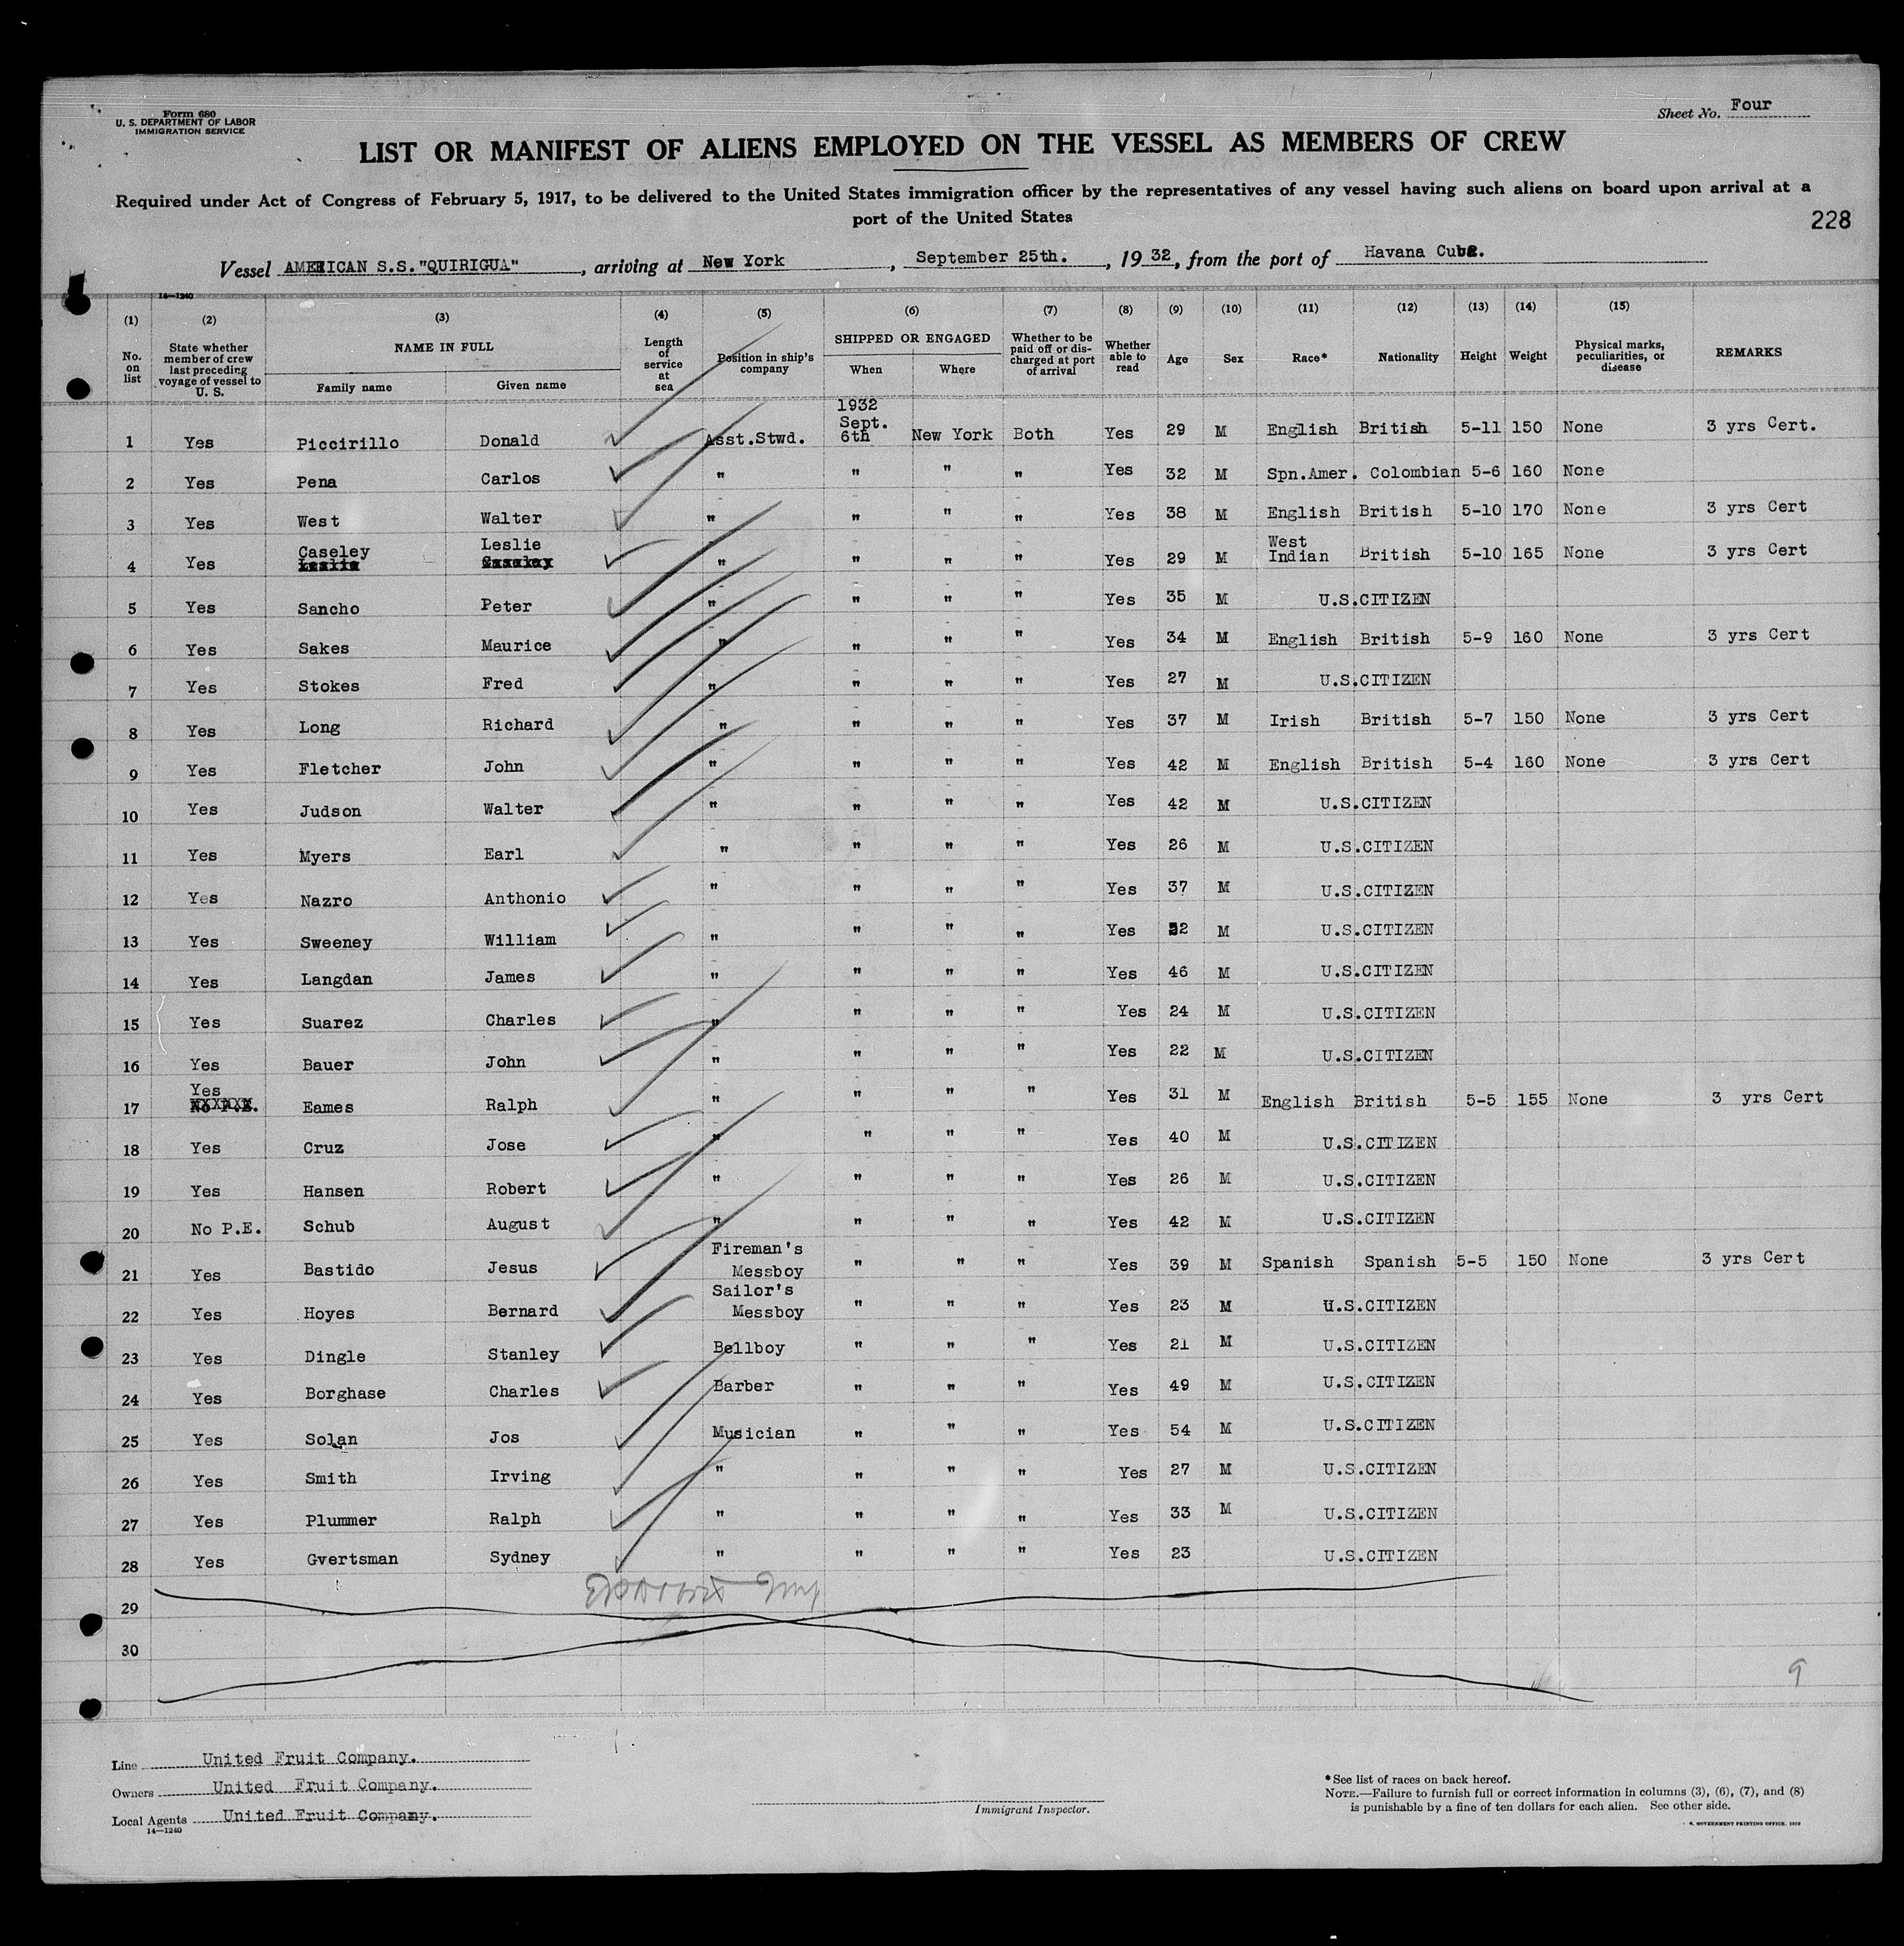 Form 680
U. S. DEPARTMENT OF LABOR
IMMIGRATION SERVICE
Sheet No. Four
LIST OR MANIFEST OF ALIENS EMPLOYED ON THE VESSEL AS MEMBERS OF CREW
Required under Act of Congress of February 5, 1917, to be delivered to the United States immigration officer by the representatives of any vessel having such aliens on board upon arrival at a
port of the United States
228
Vessel AMERICAN S.S."QUIRIGUA" , arriving at New York , September 25th. , 19 32, from the port of Havana Cuba.
14—1240
(1) (2) (3) (4) (5) (6) (7) (8) (9) (10) (11) (12) (13) (14) (15)
No. on list State whether member of crew last preceding voyage of vessel to U. S. NAME IN FULL Family name Given name Length of service at sea Position in ship's company SHIPPED OR ENGAGED When Where Whether to be paid off or discharged at port of arrival Whether able to read Age Sex Race* Nationality Height Weight Physical marks, peculiarities, or disease REMARKS
1 Yes Piccirillo Donald Asst.Stwd. 1932 Sept. 6th New York Both Yes 29 M English British 5-11 150 None 3 yrs Cert.
2 Yes Pena Carlos " " " " Yes 32 M Spn.Amer. Colombian 5-6 160 None
3 Yes West Walter " " " " Yes 38 M English British 5-10 170 None 3 yrs Cert
4 Yes Caseley Leslie Leslie Caseley " " " " Yes 29 M West Indian British 5-10 165 None 3 yrs Cert
5 Yes Sancho Peter " " " " Yes 35 M U.S.CITIZEN
6 Yes Sakes Maurice " " " " Yes 34 M English British 5-9 160 None 3 yrs Cert
7 Yes Stokes Fred " " " " Yes 27 M U.S.CITIZEN
8 Yes Long Richard " " " " Yes 37 M Irish British 5-7 150 None 3 yrs Cert
9 Yes Fletcher John " " " " Yes 42 M English British 5-4 160 None 3 yrs Cert
10 Yes Judson Walter " " " " Yes 42 M U.S.CITIZEN
11 Yes Myers Earl " " " " Yes 26 M U.S.CITIZEN
12 Yes Nazro Anthonio " " " " Yes 37 M U.S.CITIZEN
13 Yes Sweeney William " " " " Yes M U.S.CITIZEN
14 Yes Langdan James " " " " Yes 46 M U.S.CITIZEN
15 Yes Suarez Charles " " " " Yes 24 M U.S.CITIZEN
16 Yes Bauer John " " " " Yes 22 M U.S.CITIZEN
17 Yes No P.E. Eames Ralph " " " " Yes 31 M English British 5-5 155 None 3 yrs Cert
18 Yes Cruz Jose " " " " Yes 40 M U.S.CITIZEN
19 Yes Hansen Robert " " " " Yes 26 M U.S.CITIZEN
20 No P.E. Schub August " " " " Yes 42 M U.S.CITIZEN
21 Yes Bastido Jesus Fireman's Messboy " " " Yes 39 M Spanish Spanish 5-5 150 None 3 yrs Cert
22 Yes Hoyes Bernard Sailor's Messboy " " " Yes 23 M U.S.CITIZEN
23 Yes Dingle Stanley Bellboy " " " Yes 21 M U.S.CITIZEN
24 Yes Borghase Charles Barber " " " Yes 49 M U.S.CITIZEN
25 Yes Solan Jos Musician " " " Yes 54 M U.S.CITIZEN
26 Yes Smith Irving " " " " Yes 27 M U.S.CITIZEN
27 Yes Plummer Ralph " " " " Yes 33 M U.S.CITIZEN
28 Yes Gvertsman Sydney " " " " Yes 23 U.S.CITIZEN
29
30
9
Line United Fruit Company.
Owners United Fruit Company.
Local Agents United Fruit Company.
14—1240
Immigrant Inspector.
*See list of races on back hereof.
NOTE.—Failure to furnish full or correct information in columns (3), (6), (7), and (8)
is punishable by a fine of ten dollars for each alien. See other side.
GOVERNMENT PRINTING OFFICE